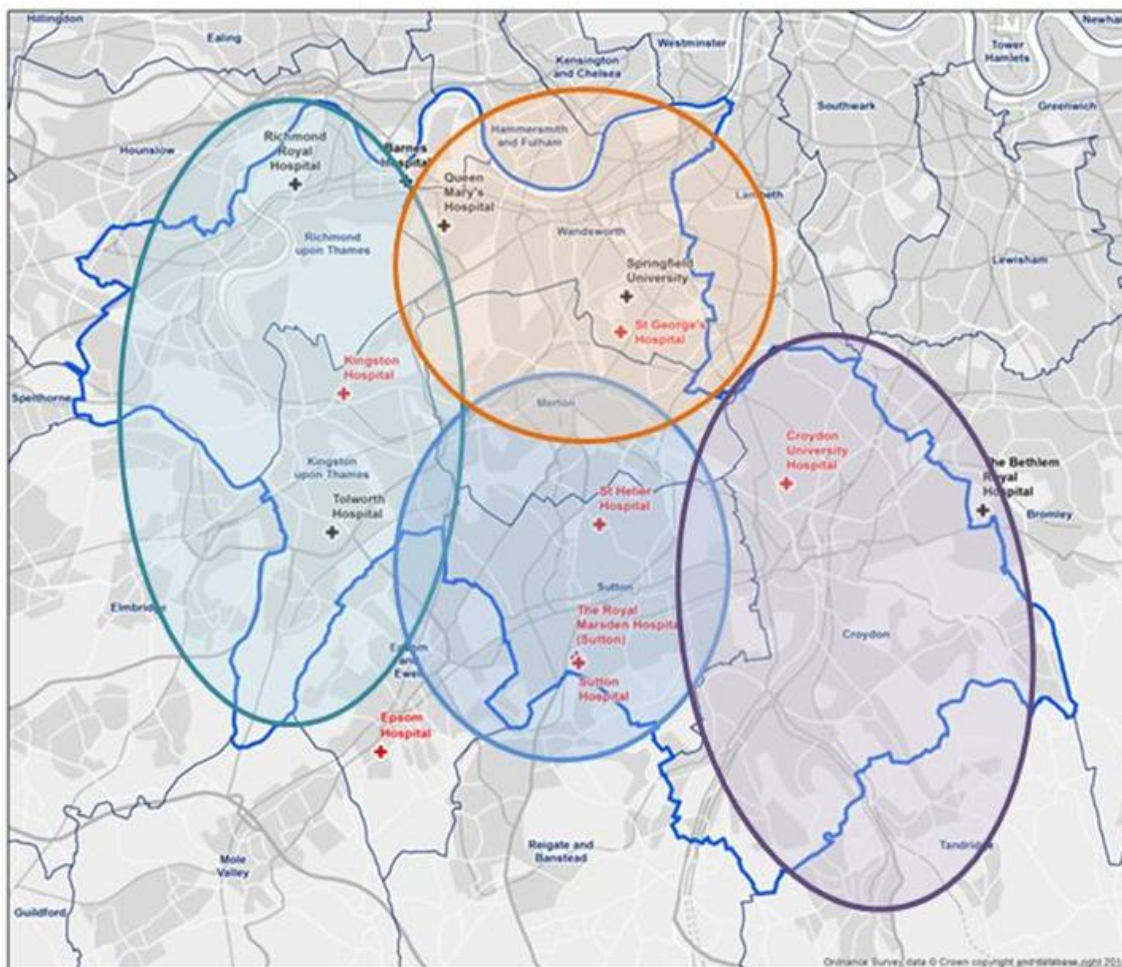 Hillingdon
Ealing
Westminster
Kensington
and Chelsea
Tower
Hamlets
Newham
Southwark
Greenwich
Hounslow
Richmond
Royal
Hospital
Barnes
Hospital
Hammersmith
and Fulham
Queen
Mary's
Hospital
Lambeth
Richmond
upon Thames
Wandsworth
Lewisham
Springfield
University
St George's
Hospital
Kingston
Hospital
Spelthorne
Merton
Croydon
University
Hospital
Kingston
upon Thames
The Bethlem
Royal
Hospital
Bromley
Tolworth
Hospital
St Helier
Hospital
Elmbridge
Sutton
The Royal
Marsden Hospital
(Sutton)
Croydon
Epsom
and
Ewell
Sutton
Hospital
Epsom
Hospital
Reigate and
Banstead
Tandridge
Mole
Valley
Guildford
Ordnance Survey data © Crown copyright and database right 201